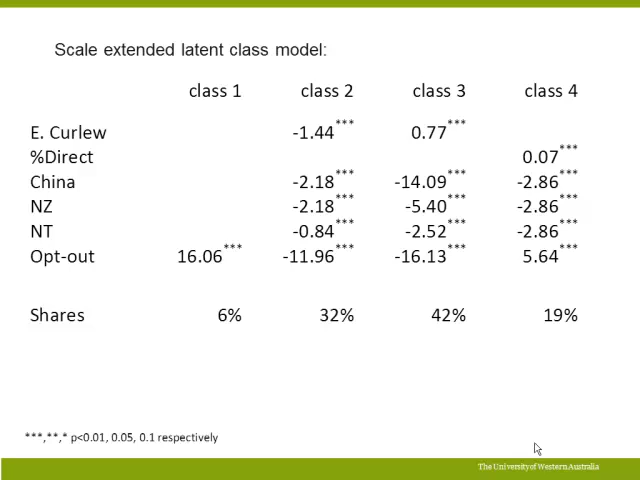 Scale extended latent class model:
class 1 class 2 class 3 class 4
E. Curlew -1.44*** 0.77***
%Direct 0.07***
China -2.18*** -14.09*** -2.86***
NZ -2.18*** -5.40*** -2.86***
NT -0.84*** -2.52*** -2.86***
Opt-out 16.06*** -11.96*** -16.13*** 5.64***
Shares 6% 32% 42% 19%
***,**,* p<0.01, 0.05, 0.1 respectively
The University of Western Australia